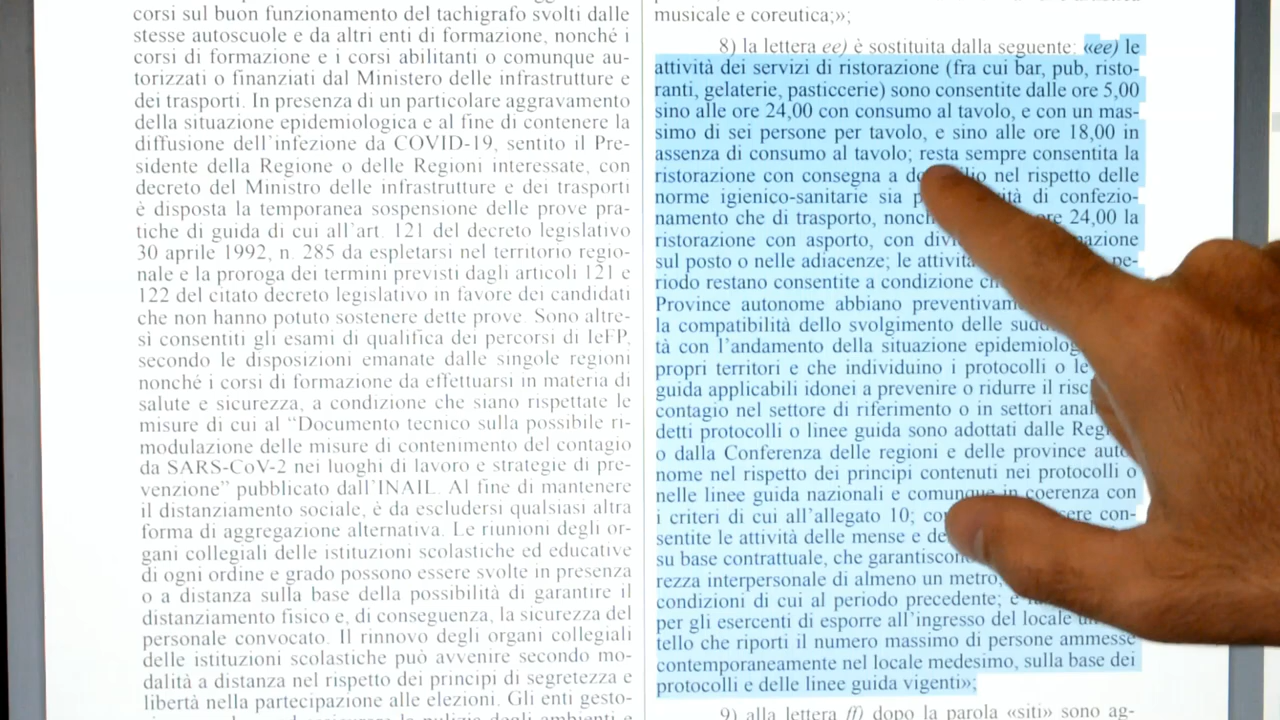 corsi sul buon funzionamento del tachigrafo svolti dalle
stesse autoscuole e da altri enti di formazione, nonché i
corsi di formazione e i corsi abilitanti o comunque au-
torizzati o finanziati dal Ministero delle infrastrutture e
dei trasporti. In presenza di un particolare aggravamento
della situazione epidemiologica e al fine di contenere la
diffusione dell'infezione da COVID-19, sentito il Pre-
sidente della Regione o delle Regioni interessate, con
decreto del Ministro delle infrastrutture e dei trasporti
è disposta la temporanea sospensione delle prove pra-
tiche di guida di cui all'art. 121 del decreto legislativo
30 aprile 1992, n. 285 da espletarsi nel territorio regio-
nale e la proroga dei termini previsti dagli articoli 121 e
122 del citato decreto legislativo in favore dei candidati
che non hanno potuto sostenere dette prove. Sono altre-
sì consentiti gli esami di qualifica dei percorsi di IeFP,
secondo le disposizioni emanate dalle singole regioni
nonché i corsi di formazione da effettuarsi in materia di
salute e sicurezza, a condizione che siano rispettate le
misure di cui al “Documento tecnico sulla possibile ri-
modulazione delle misure di contenimento del contagio
da SARS-CoV-2 nei luoghi di lavoro e strategie di pre-
venzione” pubblicato dall'INAIL. Al fine di mantenere
il distanziamento sociale, è da escludersi qualsiasi altra
forma di aggregazione alternativa. Le riunioni degli or-
gani collegiali delle istituzioni scolastiche ed educative
di ogni ordine e grado possono essere svolte in presenza
o a distanza sulla base della possibilità di garantire il
distanziamento fisico e, di conseguenza, la sicurezza del
personale convocato. Il rinnovo degli organi collegiali
delle istituzioni scolastiche può avvenire secondo mo-
dalità a distanza nel rispetto dei principi di segretezza e
libertà nella partecipazione alle elezioni. Gli enti gesto-
musicale e coreutica;»;
8) la lettera ee) è sostituita dalla seguente: «ee) le
attività dei servizi di ristorazione (fra cui bar, pub, risto-
ranti, gelaterie, pasticcerie) sono consentite dalle ore 5,00
sino alle ore 24,00 con consumo al tavolo, e con un mas-
simo di sei persone per tavolo, e sino alle ore 18,00 in
assenza di consumo al tavolo; resta sempre consentita la
ristorazione con consegna a nel rispetto delle
norme igienico-sanitarie sia di confezio-
namento che di trasporto, ore 24,00 la
ristorazione con asporto, con
sul posto o nelle adiacenze; le attività pe-
riodo restano consentite a condizione
Province autonome abbiano
la compatibilità dello svolgimento delle
tà con l'andamento della situazione
propri territori e che individuino i protocolli o le
guida applicabili idonei a prevenire o ridurre il
contagio nel settore di riferimento o in settori
detti protocolli o linee guida sono adottati dalle
o dalla Conferenza delle regioni e delle province auto-
nome nel rispetto dei principi contenuti nei protocolli o
nelle linee guida nazionali e comunque in coerenza con
i criteri di cui all'allegato 10; con-
sentite le attività delle mense e
su base contrattuale, che
rezza interpersonale di almeno un metro,
condizioni di cui al periodo precedente; è
per gli esercenti di esporre all'ingresso del locale
tello che riporti il numero massimo di persone ammesse
contemporaneamente nel locale medesimo, sulla base dei
protocolli e delle linee guida vigenti»;
9) alla lettera ff) dopo la parola «siti» sono ag-